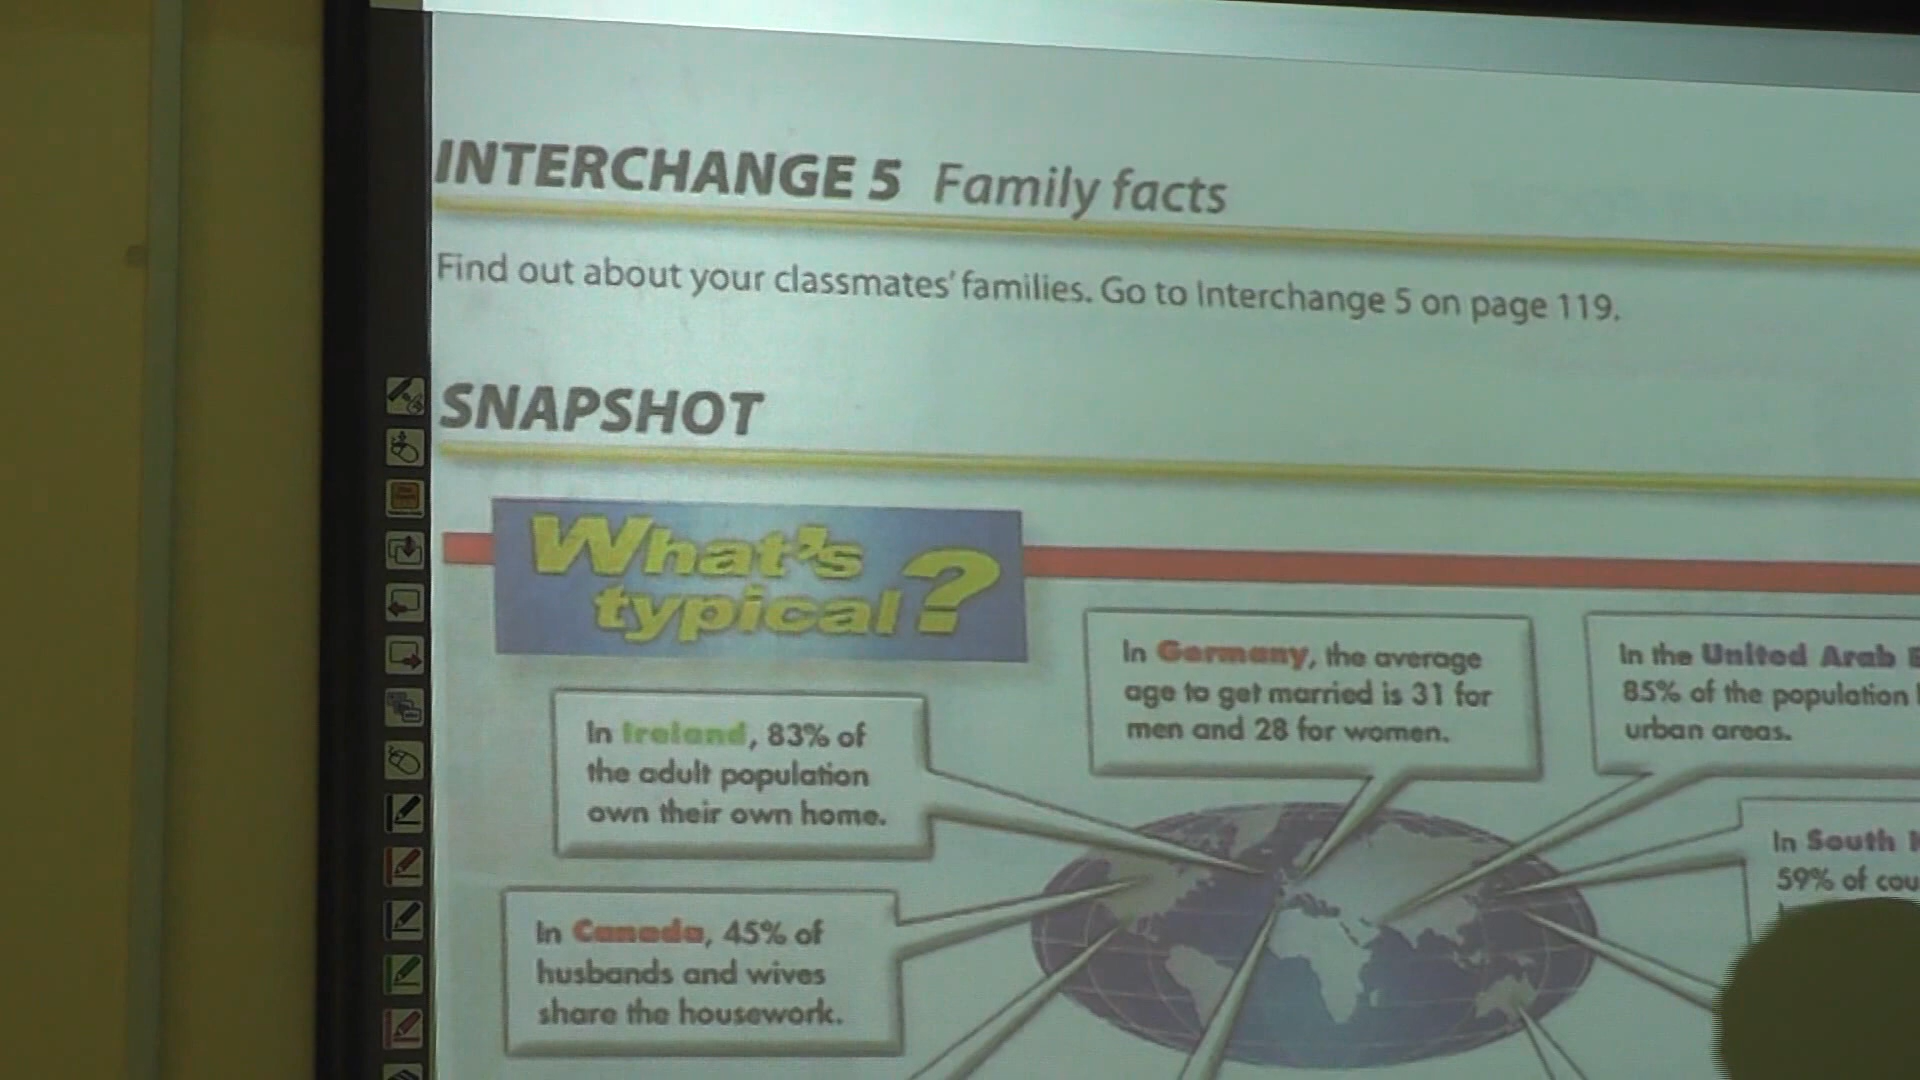 INTERCHANGE 5 Family facts
Find out about your classmates' families. Go to Interchange 5 on page 119.
SNAPSHOT
What's
typical?
In Germany, the average
age to get married is 31 for
men and 28 for women.
In the United Arab
85% of the population
urban areas.
In Ireland, 83% of
the adult population
own their own home.
In South
59% of cou
In Canada, 45% of
husbands and wives
share the housework.